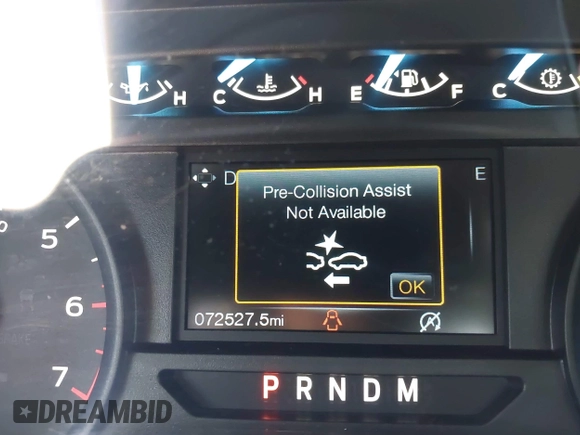 H
C H
E F
C
D E
Pre-Collision Assist
Not Available
OK
5
6
7
072527.5mi
P R N D M
DREAMBID